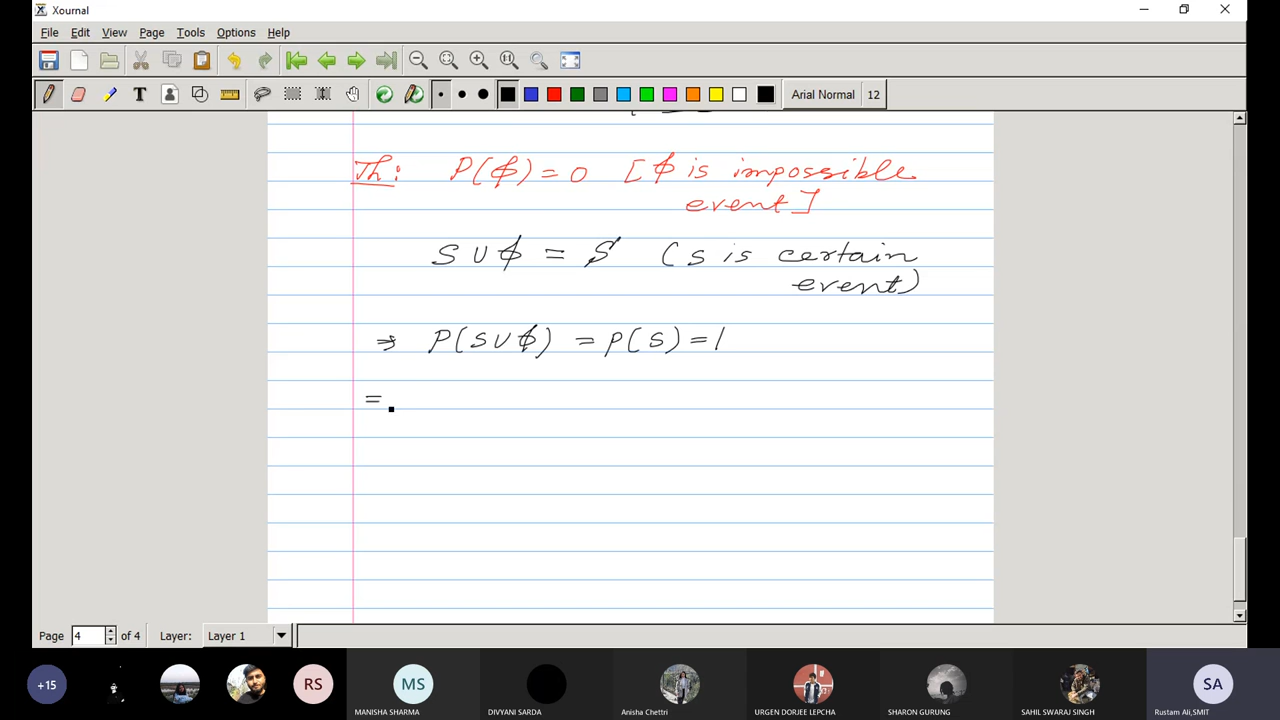 Xournal
File Edit View Page Tools Options Help
Arial Normal 12
Th: P(ϕ) = 0 [ϕ is impossible
event]
S ∪ ϕ = S (S is certain
event)
⇒ P(S∪ϕ) = P(S) = 1
=
Page 4 of 4 Layer: Layer 1
+15 RS MS SA
MANISHA SHARMA DIVYANI SARDA Anisha Chettri URGEN DORJEE LEPCHA SHARON GURUNG SAHIL SWARAJ SINGH Rustam Ali,SMIT